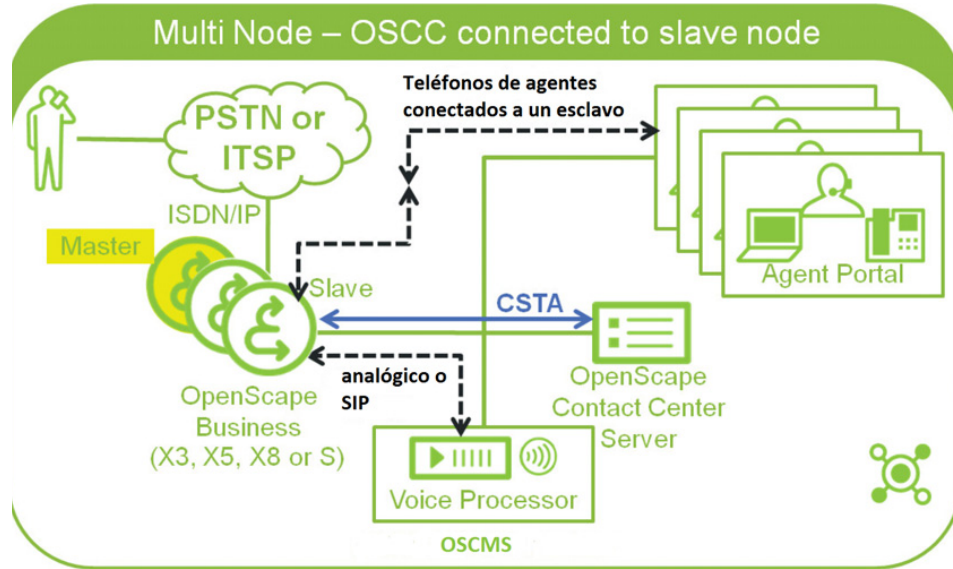 Multi Node – OSCC connected to slave node
Teléfonos de agentes
conectados a un esclavo
PSTN or
ITSP
ISDN/IP
Master
Slave
CSTA
Agent Portal
analógico o
SIP
OpenScape
Business
(X3, X5, X8 or S)
OpenScape
Contact Center
Server
Voice Processor
OSCMS